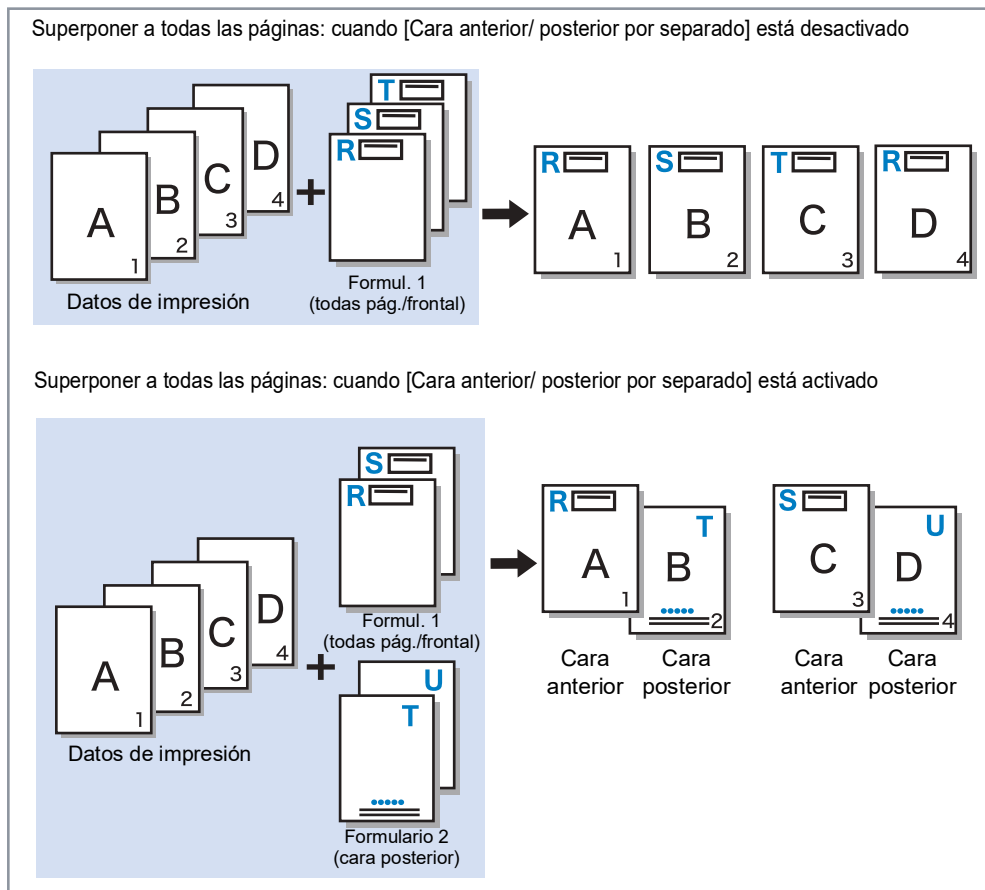 Superponer a todas las páginas: cuando [Cara anterior/ posterior por separado] está desactivado
A
1
B
2
C
3
D
4
Datos de impresión
+
R
S
T
Formul. 1
(todas pág./frontal)
R
A
1
S
B
2
T
C
3
R
D
4
Superponer a todas las páginas: cuando [Cara anterior/ posterior por separado] está activado
A
1
B
2
C
3
D
4
Datos de impresión
+
R
S
Formul. 1
(todas pág./frontal)
T
U
Formulario 2
(cara posterior)
R
A
1
T
B
2
S
C
3
U
D
4
Cara
anterior
Cara
posterior
Cara
anterior
Cara
posterior